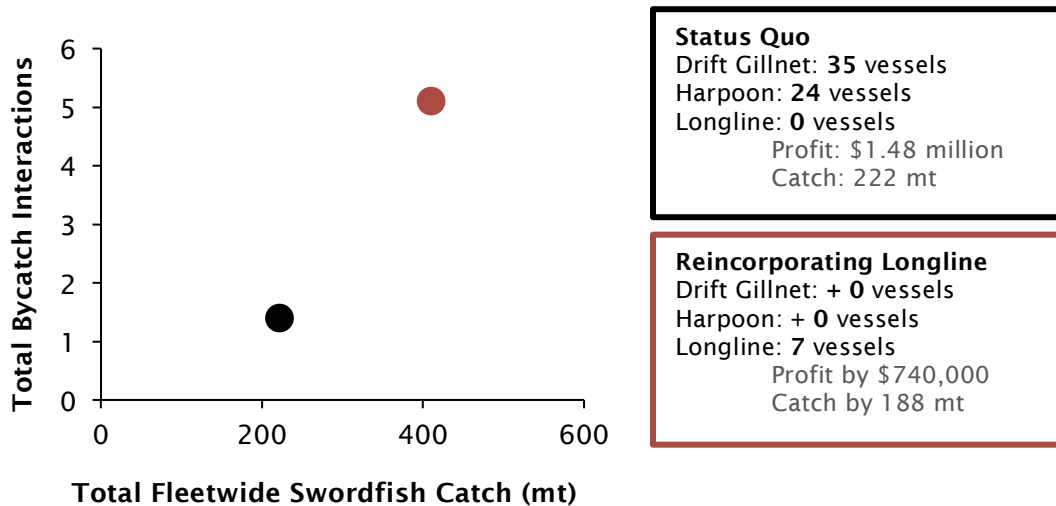 Total Bycatch Interactions
6
5
4
3
2
1
0
0 200 400 600
Total Fleetwide Swordfish Catch (mt)
Status Quo
Drift Gillnet: 35 vessels
Harpoon: 24 vessels
Longline: 0 vessels
Profit: $1.48 million
Catch: 222 mt
Reincorporating Longline
Drift Gillnet: + 0 vessels
Harpoon: + 0 vessels
Longline: 7 vessels
Profit by $740,000
Catch by 188 mt